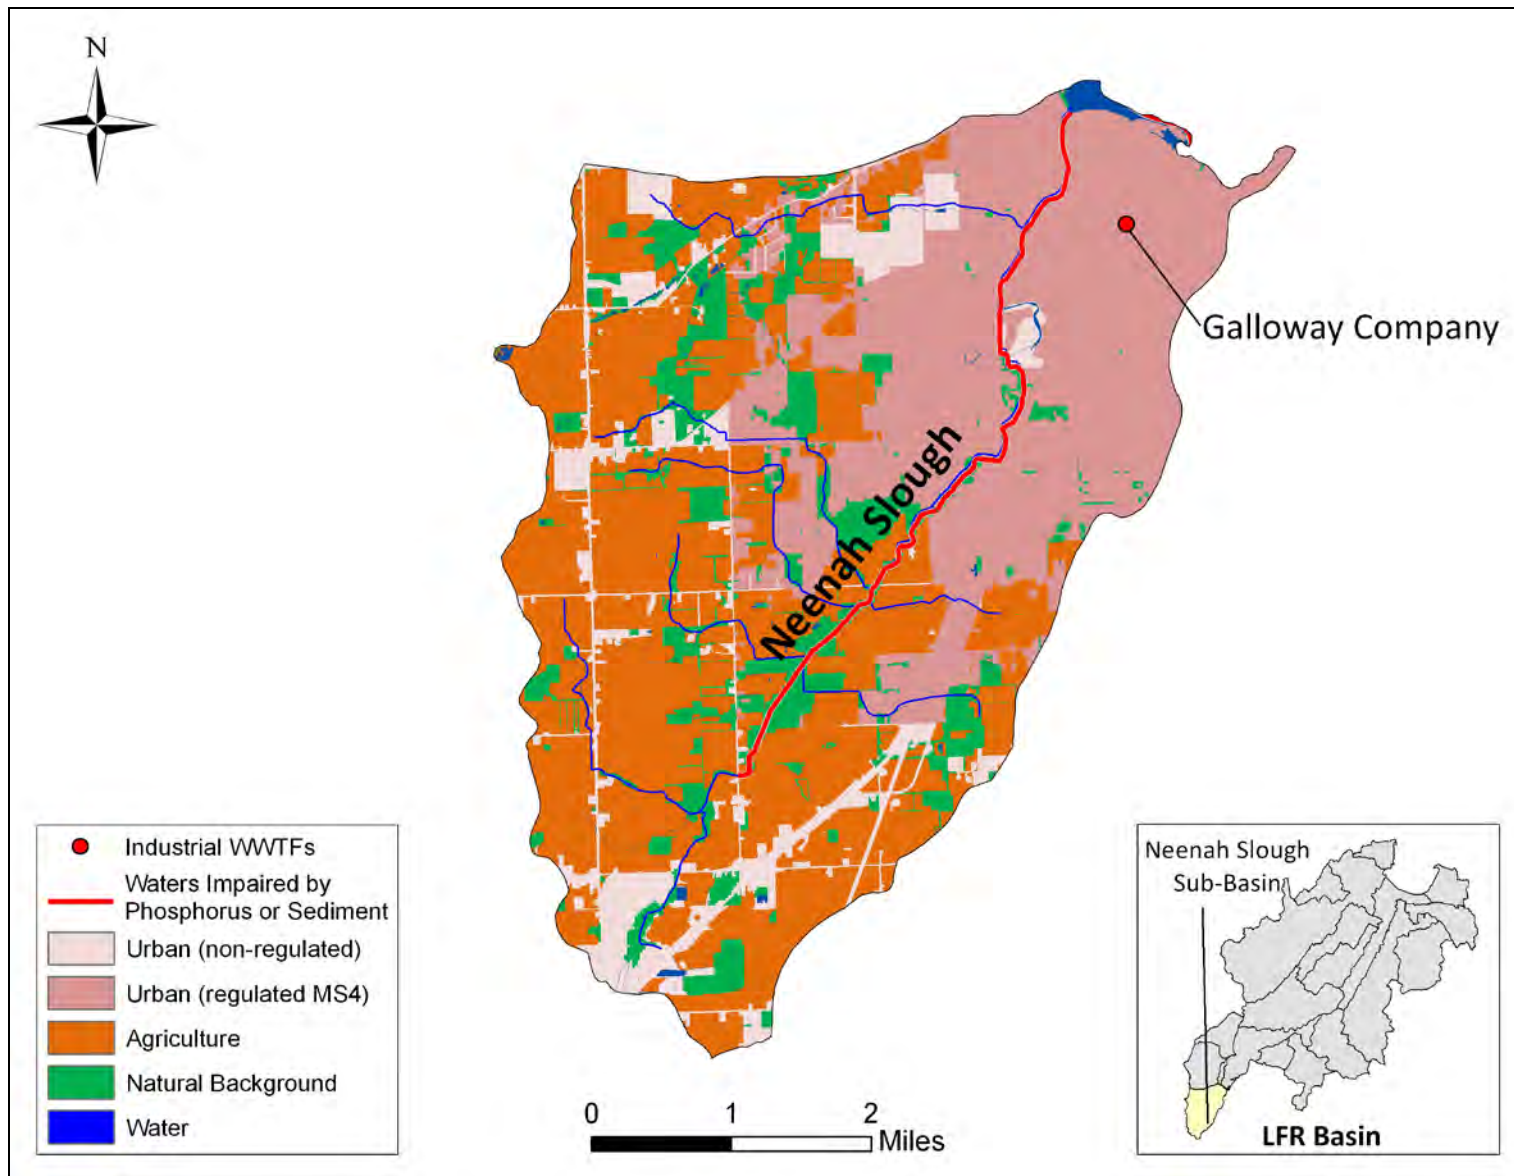 N
Galloway Company
Neenah Slough
Industrial WWTFs
Waters Impaired by
Phosphorus or Sediment
Urban (non-regulated)
Urban (regulated MS4)
Agriculture
Natural Background
Water
0 1 2
Miles
Neenah Slough
Sub-Basin
LFR Basin